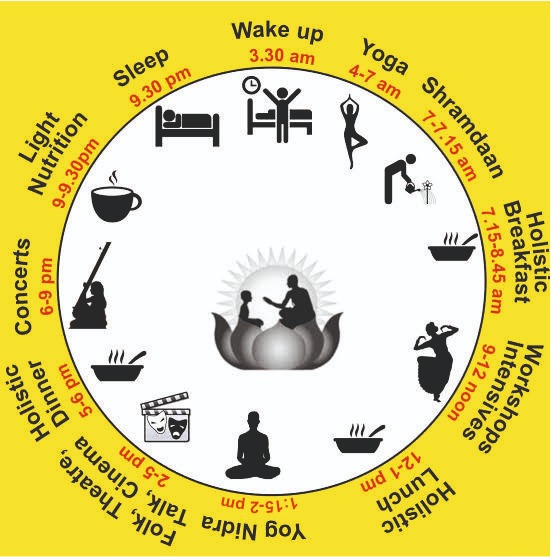 Wake up
3.30 am
Yoga
4-7 am
Shramdaan
7-7.15 am
Holistic
Breakfast
7.15-8.45 am
Workshops
Intensives
9-12 noon
Holistic
Lunch
12-1 pm
Yog Nidra
1:15-2 pm
Folk, Theatre,
Talk, Cinema
2-5 pm
Holistic
Dinner
5-6 pm
Concerts
6-9 pm
Light
Nutrition
9-9.30pm
Sleep
9.30 pm